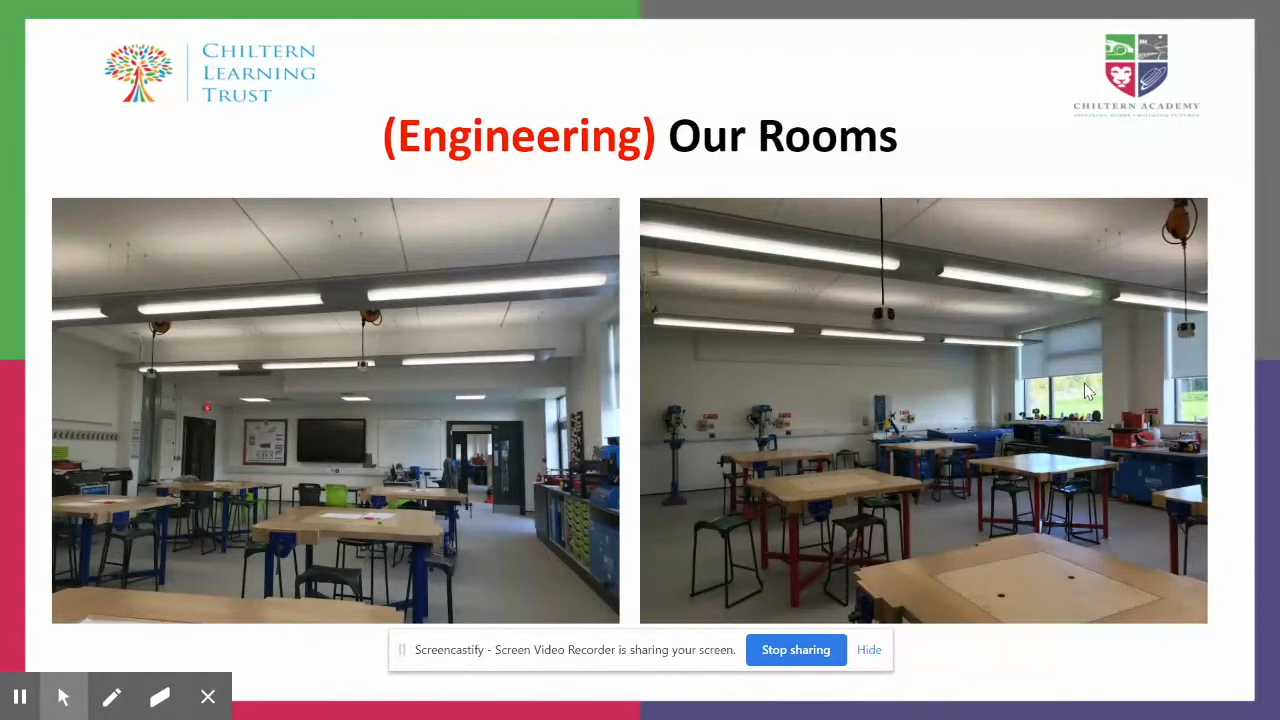 CHILTERN
LEARNING
TRUST
CHILTERN ACADEMY
(Engineering) Our Rooms
Screencastify - Screen Video Recorder is sharing your screen.
Stop sharing
Hide